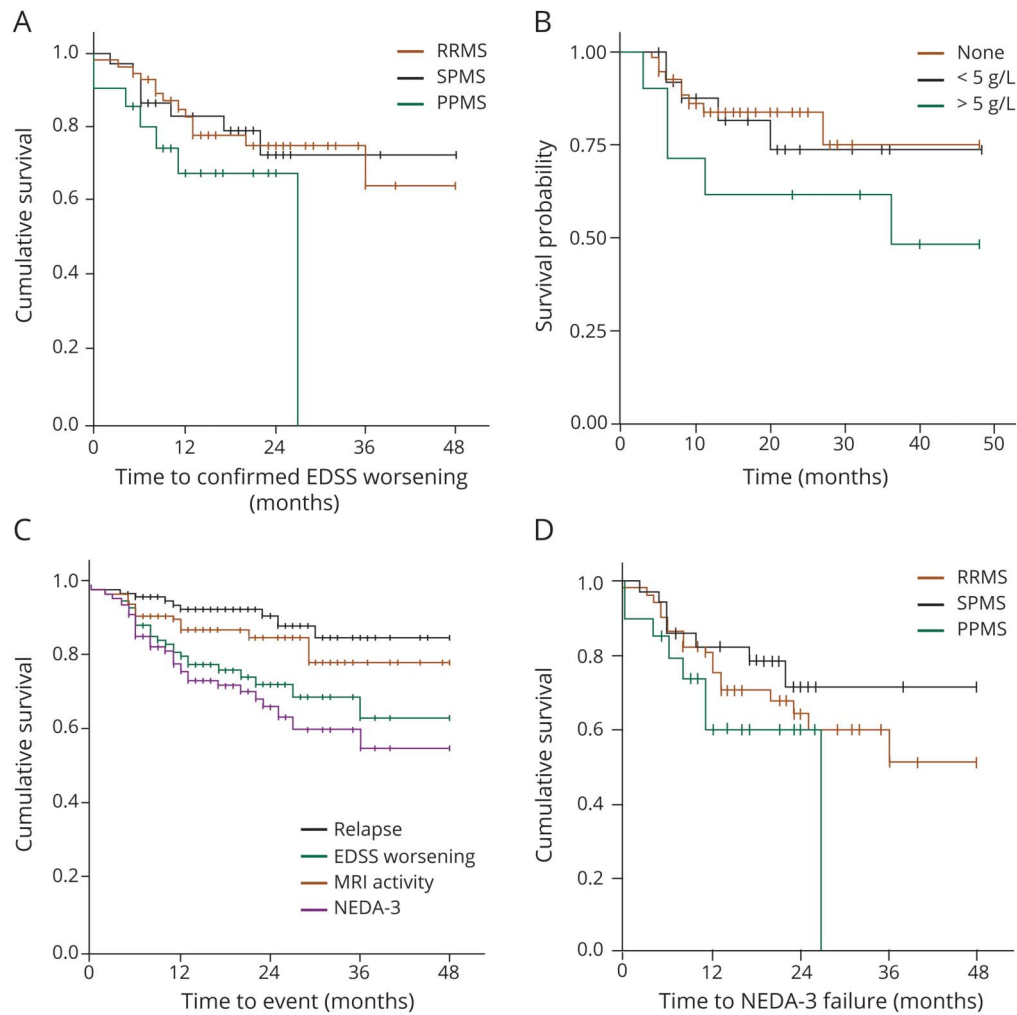 A
1.0
0.8
0.6
0.4
0.2
0.0
0 12 24 36 48
Cumulative survival
Time to confirmed EDSS worsening
(months)
RRMS
SPMS
PPMS
B
1.00
0.75
0.50
0.25
0.00
0 10 20 30 40 50
Survival probability
Time (months)
None
< 5 g/L
> 5 g/L
C
1.0
0.8
0.6
0.4
0.2
0.0
0 12 24 36 48
Cumulative survival
Time to event (months)
Relapse
EDSS worsening
MRI activity
NEDA-3
D
1.0
0.8
0.6
0.4
0.2
0.0
0 12 24 36 48
Cumulative survival
Time to NEDA-3 failure (months)
RRMS
SPMS
PPMS